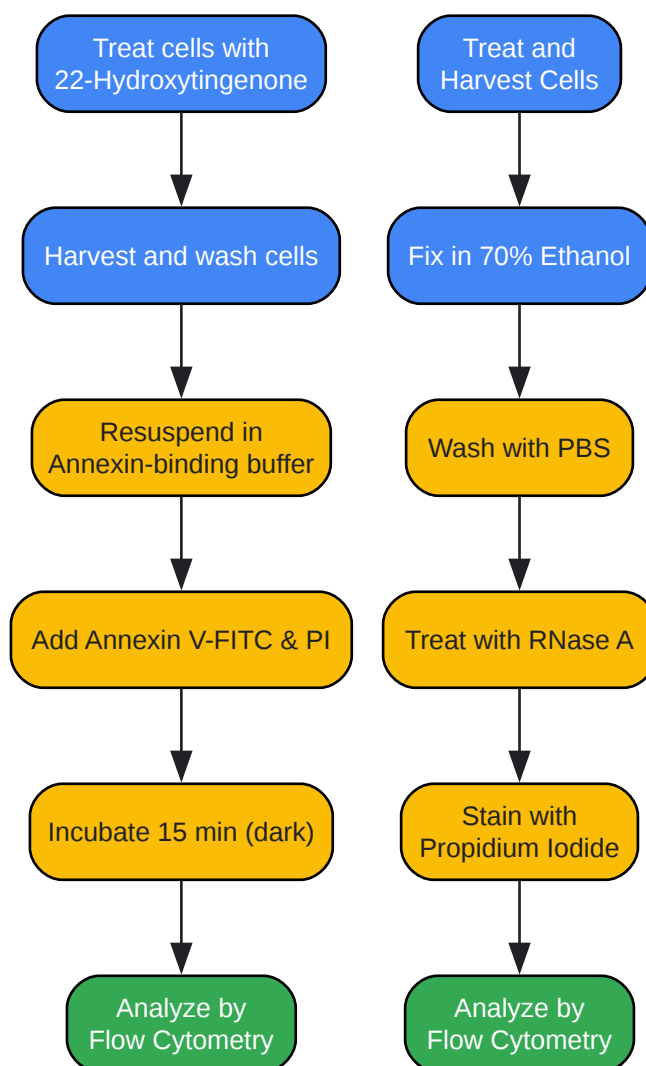 Treat cells with
22-Hydroxytingenone
Harvest and wash cells
Resuspend in
Annexin-binding buffer
Add Annexin V-FITC & PI
Incubate 15 min (dark)
Analyze by
Flow Cytometry
Treat and
Harvest Cells
Fix in 70% Ethanol
Wash with PBS
Treat with RNase A
Stain with
Propidium Iodide
Analyze by
Flow Cytometry